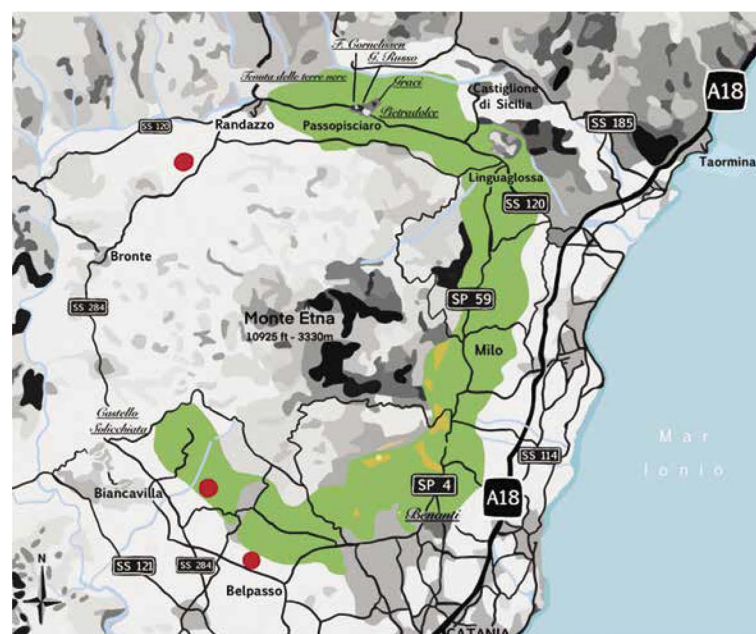 F. Cornelissen
G. Russo
Tenuta delle terre nere
Graci
Pietradolce
Castiglione
di Sicilia
A18
SS 120
Randazzo
Passopisciaro
SS 185
Taormina
Linguaglossa
SS 120
Bronte
SS 284
SP 59
Monte Etna
10925 ft - 3330m
Milo
Castello
Solicchiata
Mar
Ionio
SS 114
Biancavilla
SP 4
A18
Benanti
N
SS 121
SS 284
Belpasso
CATANIA